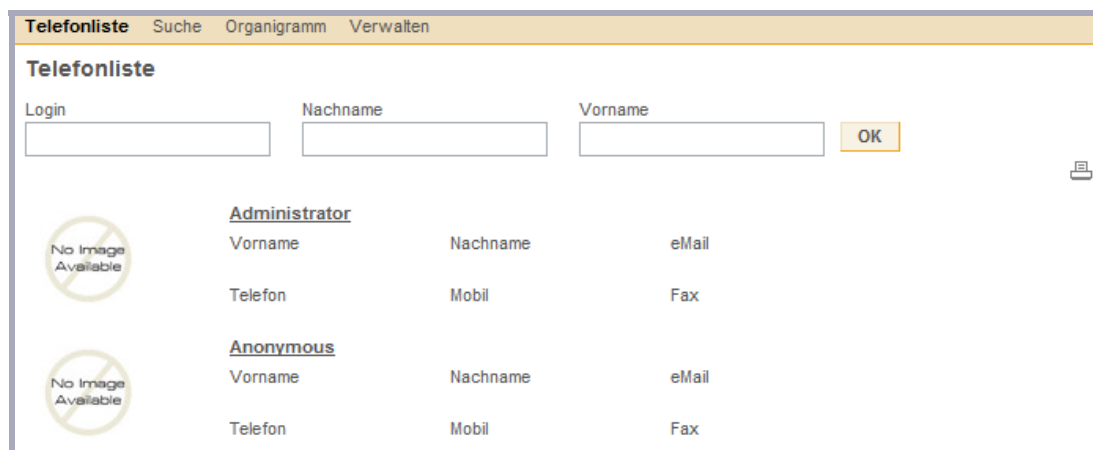 Telefonliste Suche Organigramm Verwalten
Telefonliste
Login Nachname Vorname
OK
Administrator
No Image Available
Vorname Nachname eMail
Telefon Mobil Fax
Anonymous
No Image Available
Vorname Nachname eMail
Telefon Mobil Fax